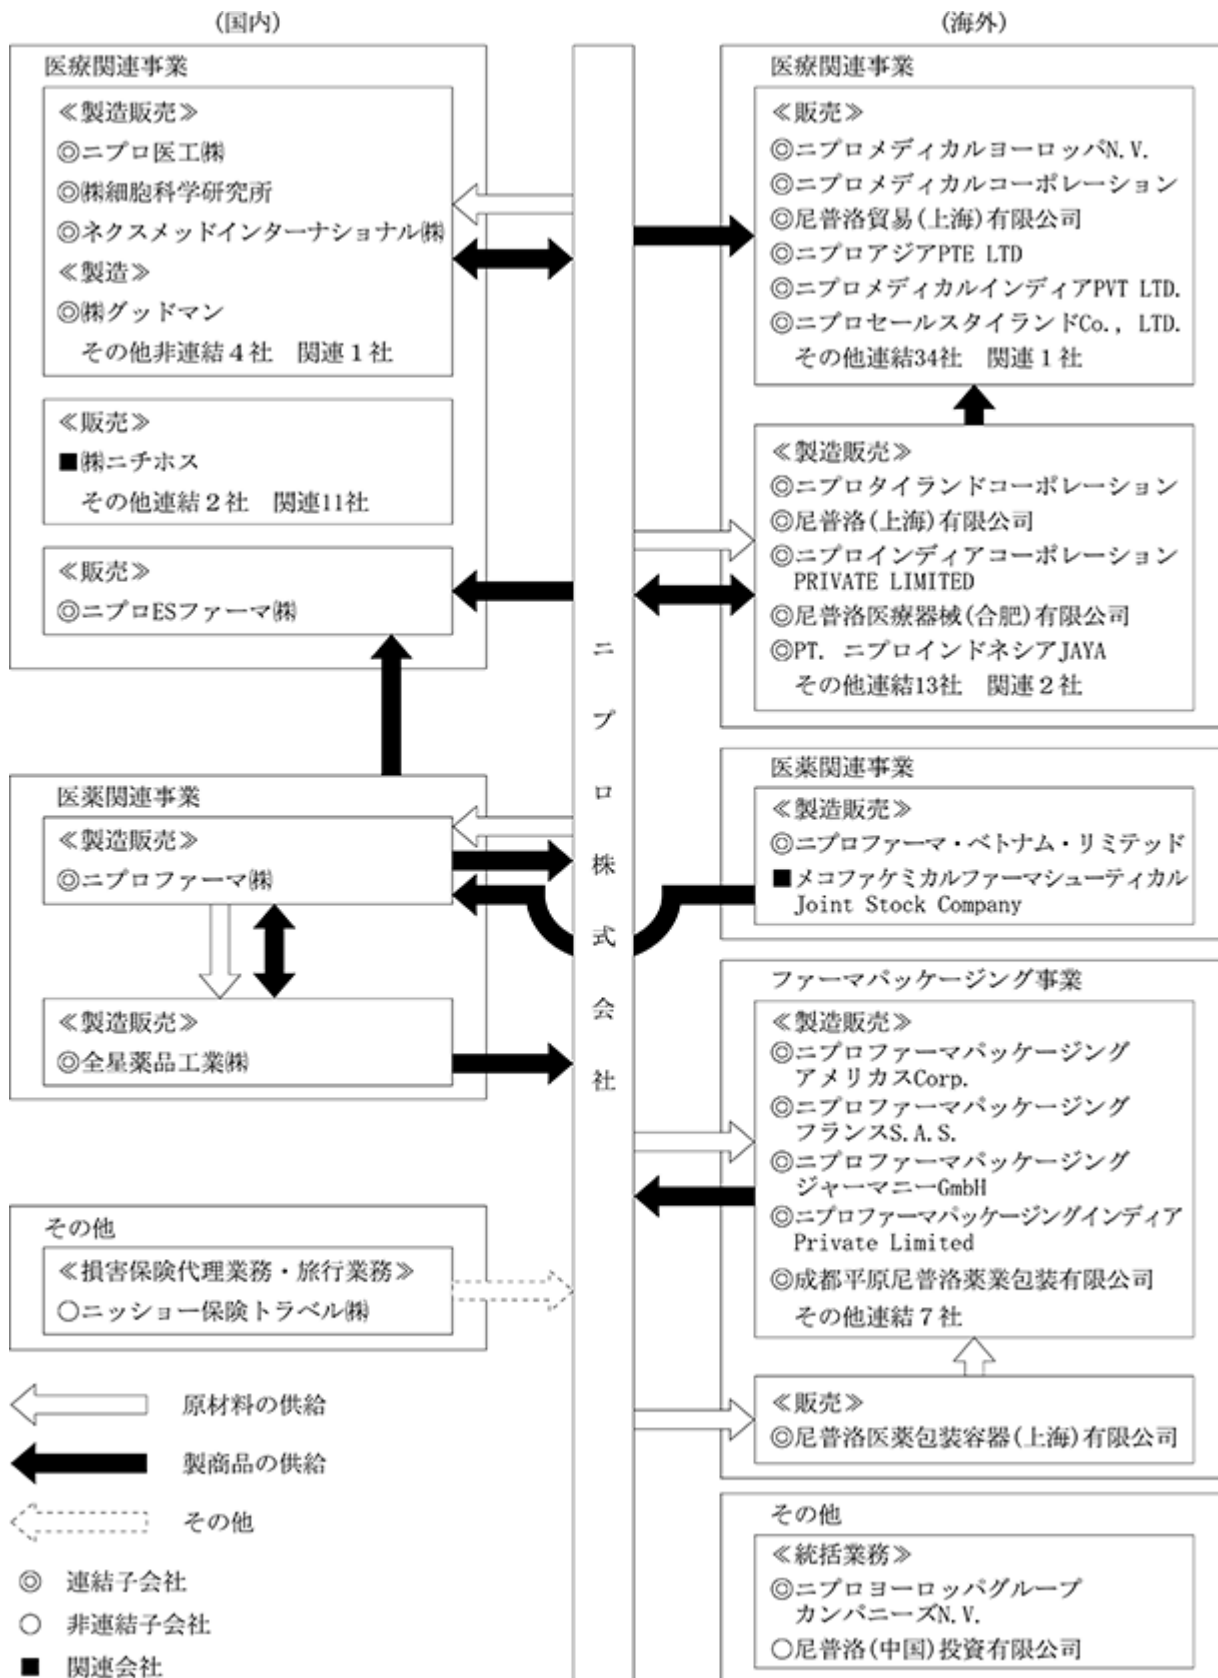 (国内)
医療関連事業
≪製造販売≫
◎ニプロ医工㈱
◎㈱細胞科学研究所
◎ネクスメッドインターナショナル㈱
≪製造≫
◎㈱グッドマン
その他非連結4社 関連1社
≪販売≫
■㈱ニチホス
その他連結2社 関連11社
≪販売≫
◎ニプロESファーマ㈱
医薬関連事業
≪製造販売≫
◎ニプロファーマ㈱
≪製造販売≫
◎全星薬品工業㈱
その他
≪損害保険代理業務・旅行業務≫
○ニッショー保険トラベル㈱
原材料の供給
製商品の供給
その他
◎ 連結子会社
○ 非連結子会社
■ 関連会社
ニプロ株式会社
(海外)
医療関連事業
≪販売≫
◎ニプロメディカルヨーロッパN.V.
◎ニプロメディカルコーポレーション
◎尼普洛貿易(上海)有限公司
◎ニプロアジアPTE LTD
◎ニプロメディカルインディアPVT LTD.
◎ニプロセールスタイランドCo., LTD.
その他連結34社 関連1社
≪製造販売≫
◎ニプロタイランドコーポレーション
◎尼普洛(上海)有限公司
◎ニプロインディアコーポレーション
PRIVATE LIMITED
◎尼普洛医療器械(合肥)有限公司
◎PT. ニプロインドネシアJAYA
その他連結13社 関連2社
医薬関連事業
≪製造販売≫
◎ニプロファーマ・ベトナム・リミテッド
■メコファケミカルファーマシューティカル
Joint Stock Company
ファーマパッケージング事業
≪製造販売≫
◎ニプロファーマパッケージング
アメリカスCorp.
◎ニプロファーマパッケージング
フランスS.A.S.
◎ニプロファーマパッケージング
ジャーマニーGmbH
◎ニプロファーマパッケージングインディア
Private Limited
◎成都平原尼普洛薬業包装有限公司
その他連結7社
≪販売≫
◎尼普洛医薬包装容器(上海)有限公司
その他
≪統括業務≫
◎ニプロヨーロッパグループ
カンパニーズN.V.
○尼普洛(中国)投資有限公司